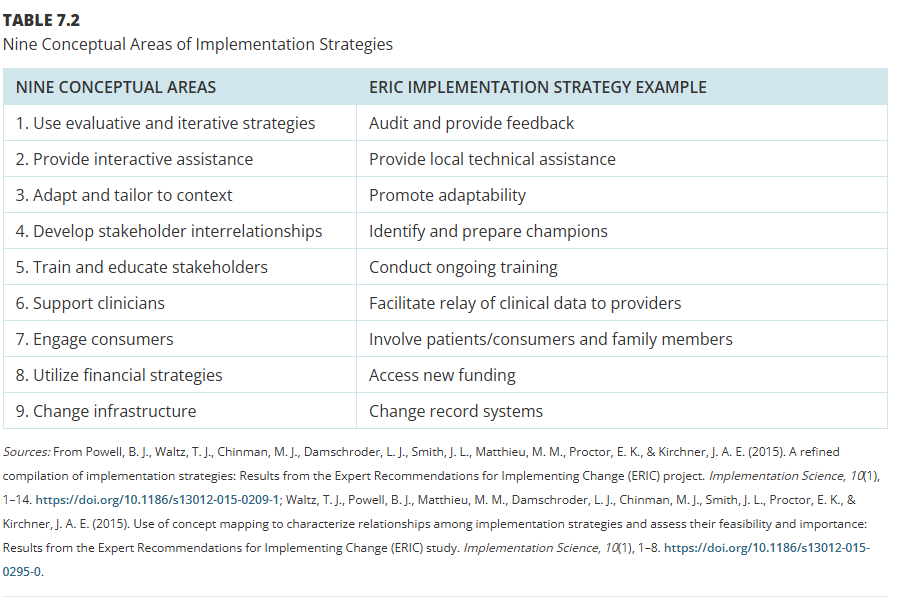 TABLE 7.2
Nine Conceptual Areas of Implementation Strategies
NINE CONCEPTUAL AREAS ERIC IMPLEMENTATION STRATEGY EXAMPLE
1. Use evaluative and iterative strategies Audit and provide feedback
2. Provide interactive assistance Provide local technical assistance
3. Adapt and tailor to context Promote adaptability
4. Develop stakeholder interrelationships Identify and prepare champions
5. Train and educate stakeholders Conduct ongoing training
6. Support clinicians Facilitate relay of clinical data to providers
7. Engage consumers Involve patients/consumers and family members
8. Utilize financial strategies Access new funding
9. Change infrastructure Change record systems
Sources: From Powell, B. J., Waltz, T. J., Chinman, M. J., Damschroder, L. J., Smith, J. L., Matthieu, M. M., Proctor, E. K., & Kirchner, J. A. E. (2015). A refined
compilation of implementation strategies: Results from the Expert Recommendations for Implementing Change (ERIC) project. Implementation Science, 10(1),
1–14. https://doi.org/10.1186/s13012-015-0209-1; Waltz, T. J., Powell, B. J., Matthieu, M. M., Damschroder, L. J., Chinman, M. J., Smith, J. L., Proctor, E. K., &
Kirchner, J. A. E. (2015). Use of concept mapping to characterize relationships among implementation strategies and assess their feasibility and importance:
Results from the Expert Recommendations for Implementing Change (ERIC) study. Implementation Science, 10(1), 1–8. https://doi.org/10.1186/s13012-015-
0295-0.